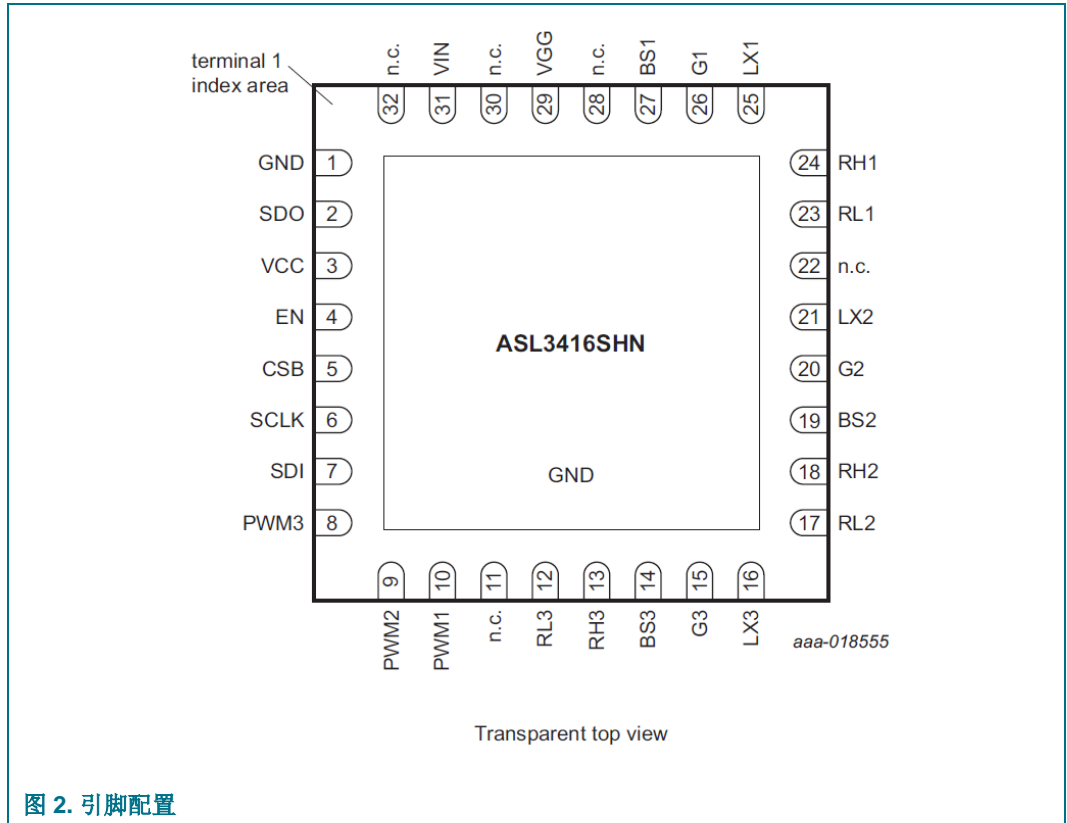 terminal 1
index area
n.c.
VIN
n.c.
VGG
n.c.
BS1
G1
LX1
32
31
30
29
28
27
26
25
GND 1
SDO 2
VCC 3
EN 4
CSB 5
SCLK 6
SDI 7
PWM3 8
24 RH1
23 RL1
22 n.c.
21 LX2
20 G2
19 BS2
18 RH2
17 RL2
ASL3416SHN
GND
9
10
11
12
13
14
15
16
PWM2
PWM1
n.c.
RL3
RH3
BS3
G3
LX3
aaa-018555
Transparent top view
图 2. 引脚配置